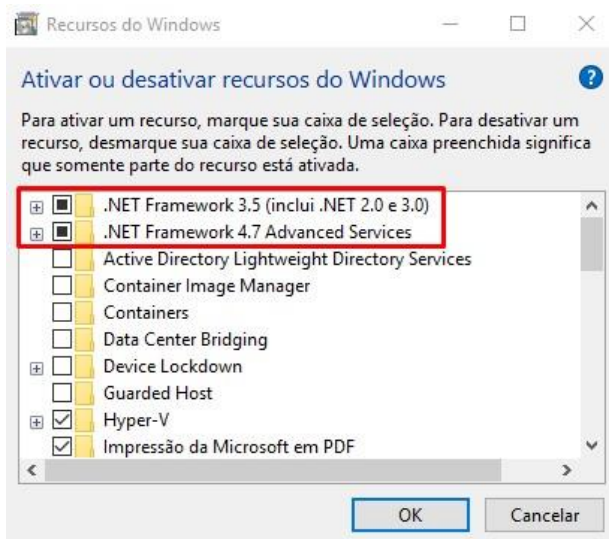 Recursos do Windows
Ativar ou desativar recursos do Windows
Para ativar um recurso, marque sua caixa de seleção. Para desativar um
recurso, desmarque sua caixa de seleção. Uma caixa preenchida significa
que somente parte do recurso está ativada.
.NET Framework 3.5 (inclui .NET 2.0 e 3.0)
.NET Framework 4.7 Advanced Services
Active Directory Lightweight Directory Services
Container Image Manager
Containers
Data Center Bridging
Device Lockdown
Guarded Host
Hyper-V
Impressão da Microsoft em PDF
OK
Cancelar